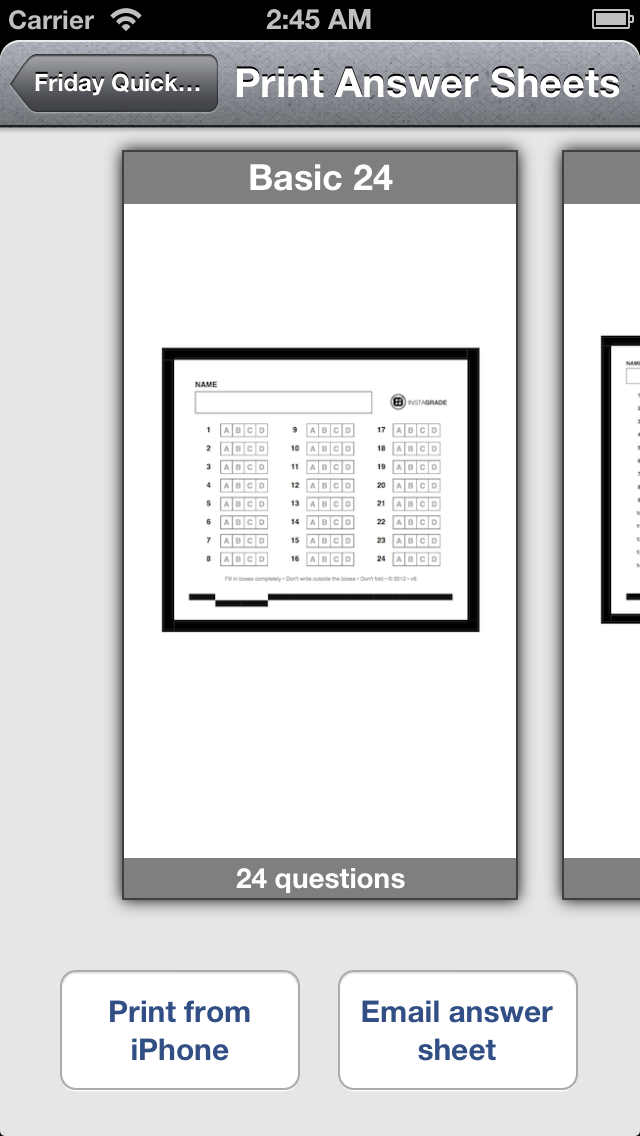 Carrier 2:45 AM
Friday Quick... Print Answer Sheets
Basic 24
NAME
INSTAGRADE
1 A B C D 9 A B C D 17 A B C D
2 A B C D 10 A B C D 18 A B C D
3 A B C D 11 A B C D 19 A B C D
4 A B C D 12 A B C D 20 A B C D
5 A B C D 13 A B C D 21 A B C D
6 A B C D 14 A B C D 22 A B C D
7 A B C D 15 A B C D 23 A B C D
8 A B C D 16 A B C D 24 A B C D
Fill in boxes completely • Don't write outside the boxes • Don't fold • © 2012 • v6
24 questions
Print from
iPhone
Email answer
sheet